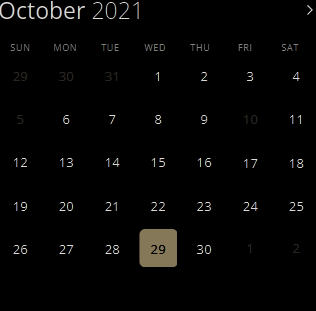 October 2021
SUN MON TUE WED THU FRI SAT
29 30 31 1 2 3 4
5 6 7 8 9 10 11
12 13 14 15 16 17 18
19 20 21 22 23 24 25
26 27 28 29 30 1 2